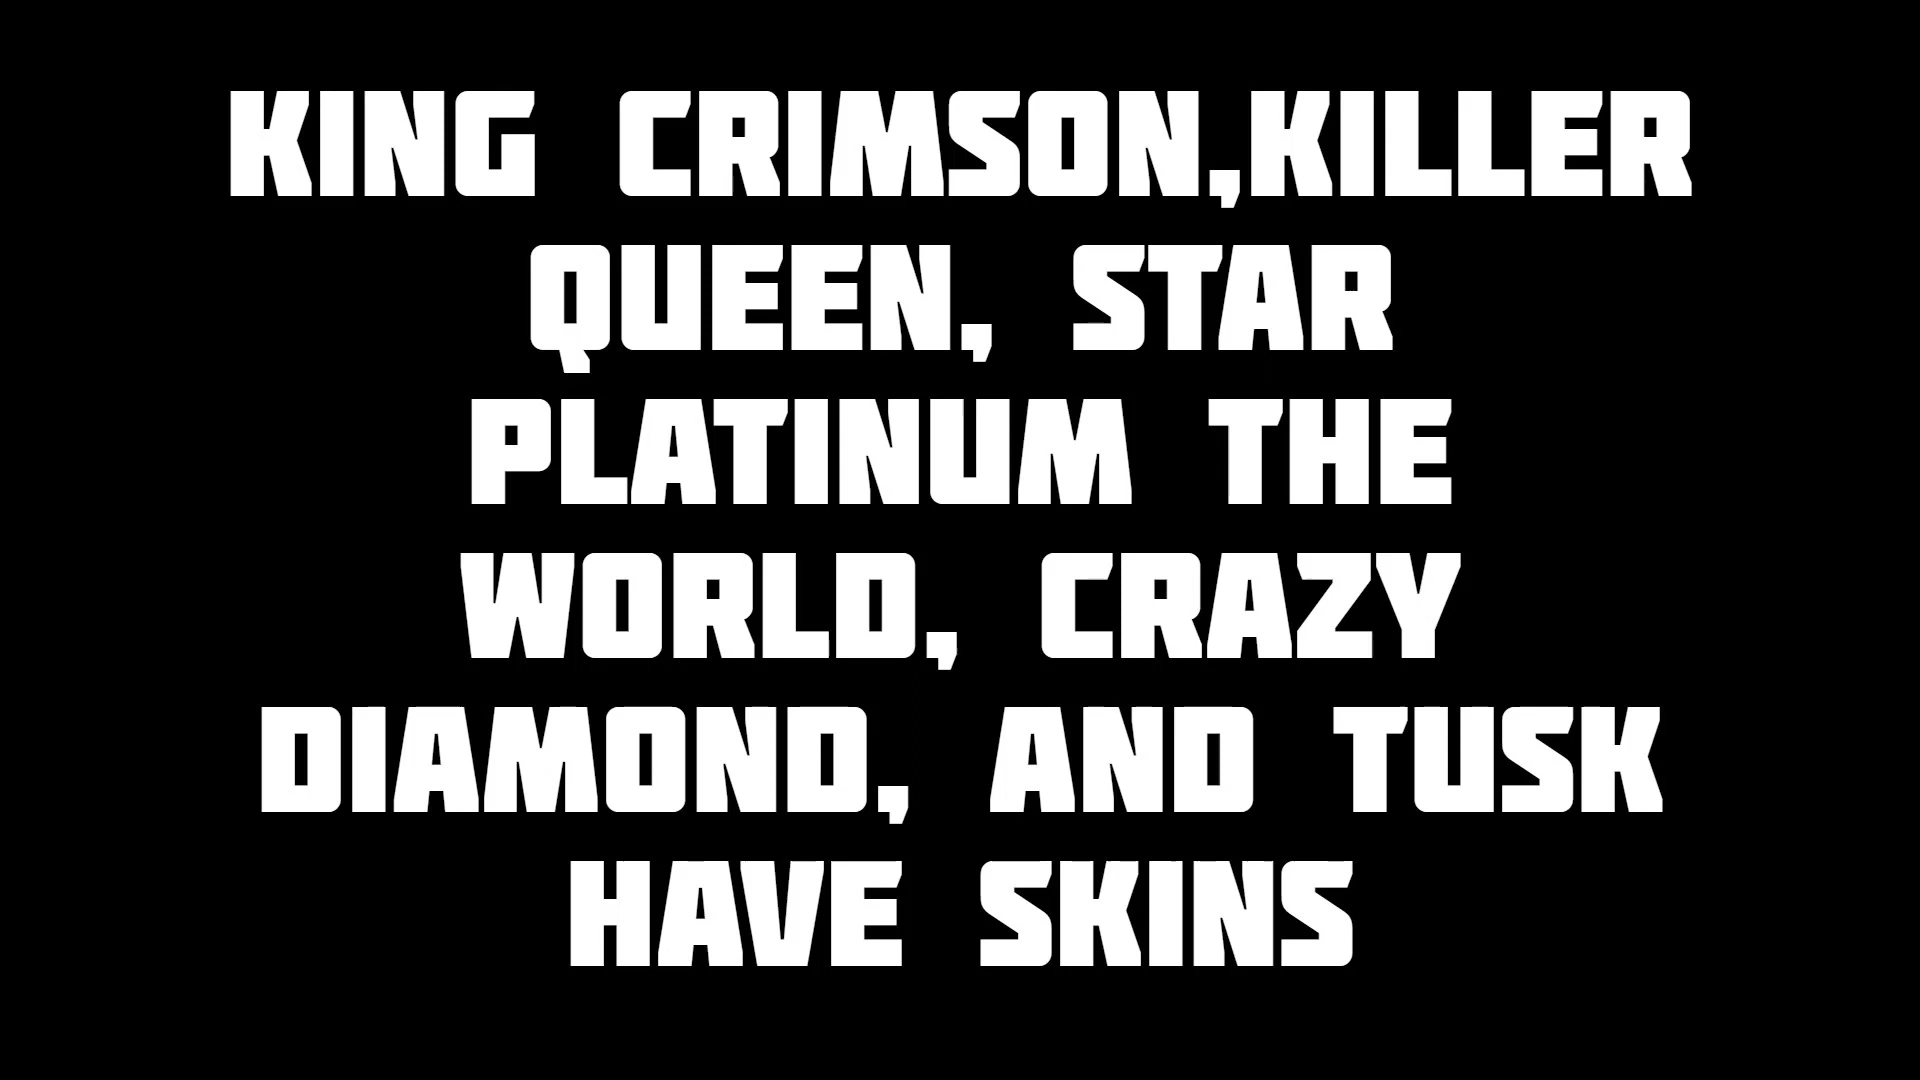 KING CRIMSON,KILLER
QUEEN, STAR
PLATINUM THE
WORLD, CRAZY
DIAMOND, AND TUSK
HAVE SKINS